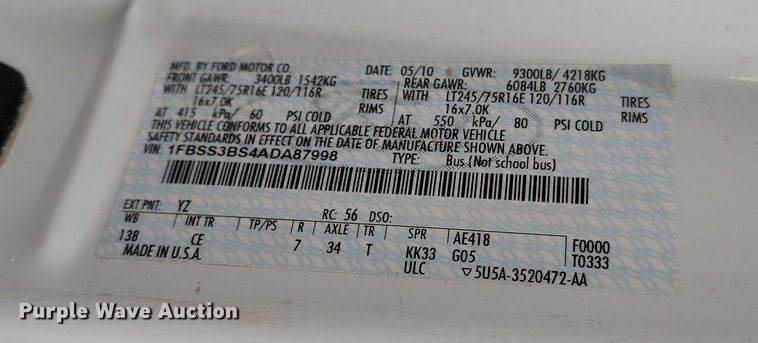 MFD. BY FORD MOTOR CO.
DATE: 05/10 GVWR: 9300LB/ 4218KG
FRONT GAWR: 3400LB 1542KG
REAR GAWR: 6084LB 2760KG
WITH LT245/75R16E 120/116R TIRES
WITH LT245/75R16E 120/116R TIRES
16x7.0K RIMS
16x7.0K RIMS
AT 415 kPa/ 60 PSI COLD
AT 550 kPa/ 80 PSI COLD
THIS VEHICLE CONFORMS TO ALL APPLICABLE FEDERAL MOTOR VEHICLE
SAFETY STANDARDS IN EFFECT ON THE DATE OF MANUFACTURE SHOWN ABOVE.
VIN: 1FBSS3BS4ADA87998
TYPE: Bus (Not school bus)
EXT PNT: YZ RC: 56 DSO:
WB INT TR TP/PS R AXLE TR SPR AE418 F0000
138 CE 7 34 T KK33 G05 T0333
MADE IN U.S.A. ULC ▽5U5A-3520472-AA
Purple Wave Auction